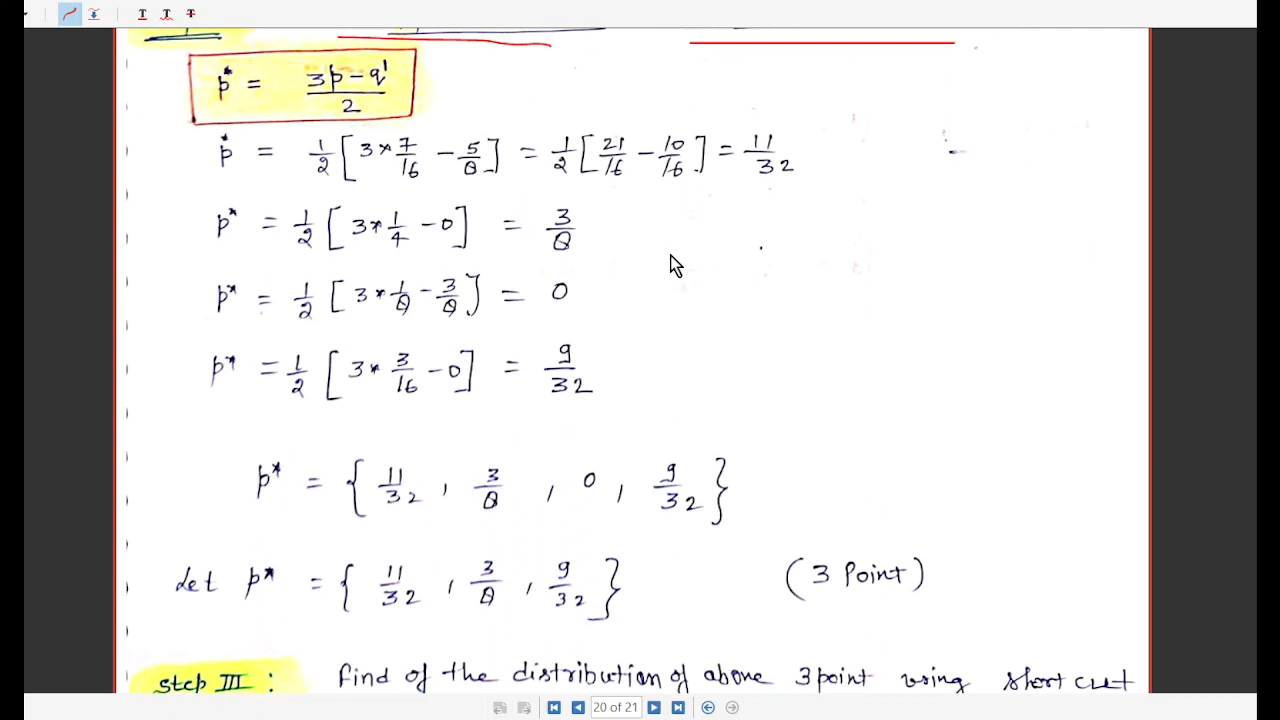 p* = (3p-q')/2
p* = 1/2 [3*7/16 - 5/8] = 1/2 [21/16 - 10/16] = 11/32
p* = 1/2 [3*1/4 - 0] = 3/8
p* = 1/2 [3*1/8 - 3/8] = 0
p* = 1/2 [3*3/16 - 0] = 9/32
p* = { 11/32 , 3/8 , 0 , 9/32 }
Let p* = { 11/32 , 3/8 , 9/32 } (3 Point)
Step III : find of the distribution of above 3 point using short cut
20 of 21